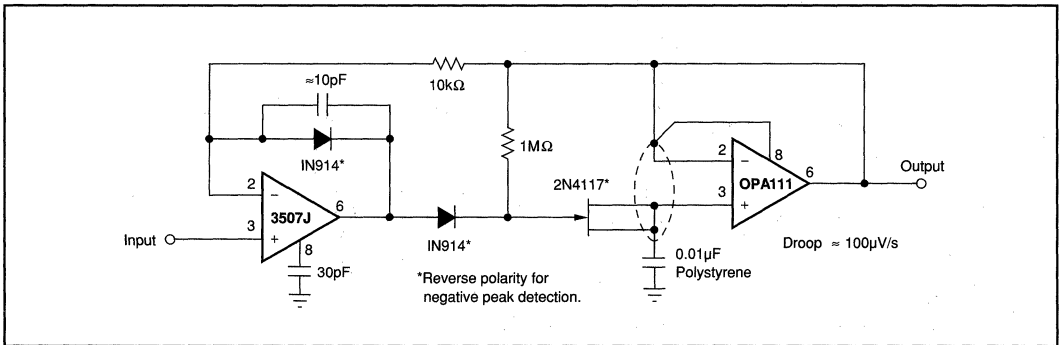 ≈10pF
10kΩ
1MΩ
IN914*
2
3
6
8
3507J
Input
30pF
IN914*
*Reverse polarity for
negative peak detection.
2N4117*
2
3
8
6
OPA111
Output
0.01µF
Polystyrene
Droop ≈ 100µV/s
−
+
−
+